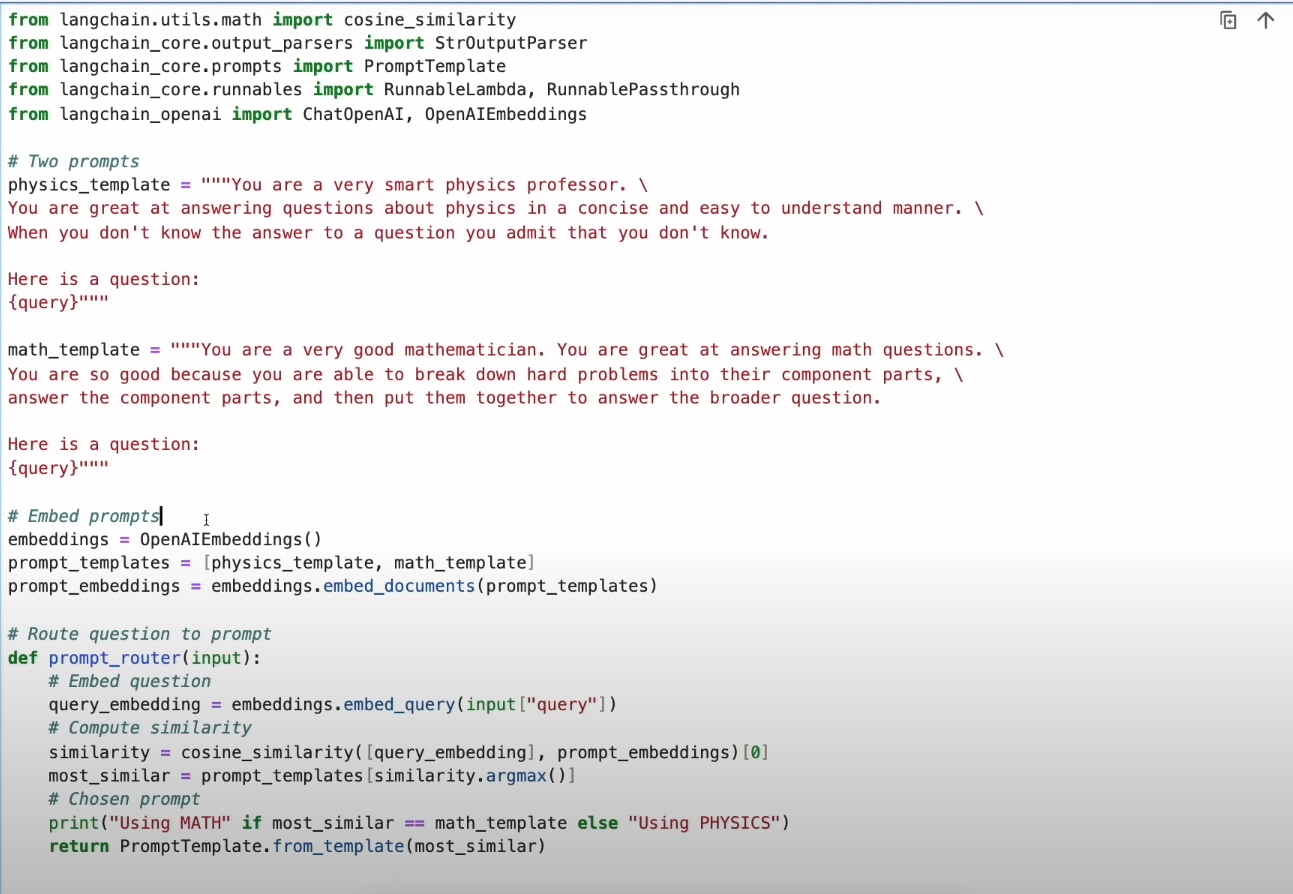 from langchain.utils.math import cosine_similarity
from langchain_core.output_parsers import StrOutputParser
from langchain_core.prompts import PromptTemplate
from langchain_core.runnables import RunnableLambda, RunnablePassthrough
from langchain_openai import ChatOpenAI, OpenAIEmbeddings

# Two prompts
physics_template = """You are a very smart physics professor. \
You are great at answering questions about physics in a concise and easy to understand manner. \
When you don't know the answer to a question you admit that you don't know.

Here is a question:
{query}"""

math_template = """You are a very good mathematician. You are great at answering math questions. \
You are so good because you are able to break down hard problems into their component parts, \
answer the component parts, and then put them together to answer the broader question.

Here is a question:
{query}"""

# Embed prompts
embeddings = OpenAIEmbeddings()
prompt_templates = [physics_template, math_template]
prompt_embeddings = embeddings.embed_documents(prompt_templates)

# Route question to prompt
def prompt_router(input):
    # Embed question
    query_embedding = embeddings.embed_query(input["query"])
    # Compute similarity
    similarity = cosine_similarity([query_embedding], prompt_embeddings)[0]
    most_similar = prompt_templates[similarity.argmax()]
    # Chosen prompt
    print("Using MATH" if most_similar == math_template else "Using PHYSICS")
    return PromptTemplate.from_template(most_similar)